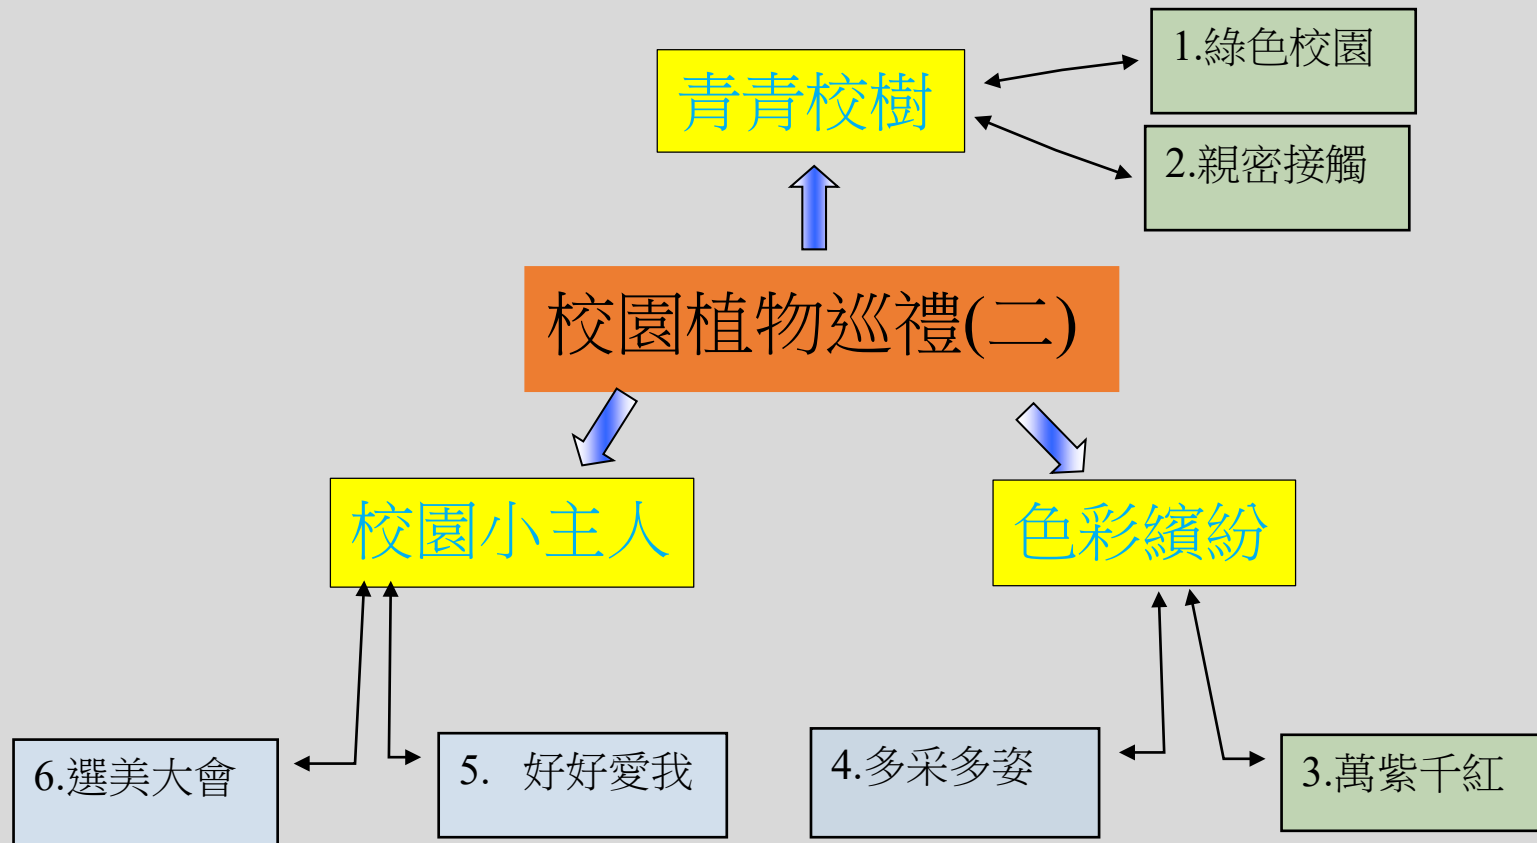 1.綠色校園
青青校樹
2.親密接觸
校園植物巡禮(二)
校園小主人
色彩繽紛
6.選美大會
5. 好好愛我
4.多采多姿
3.萬紫千紅